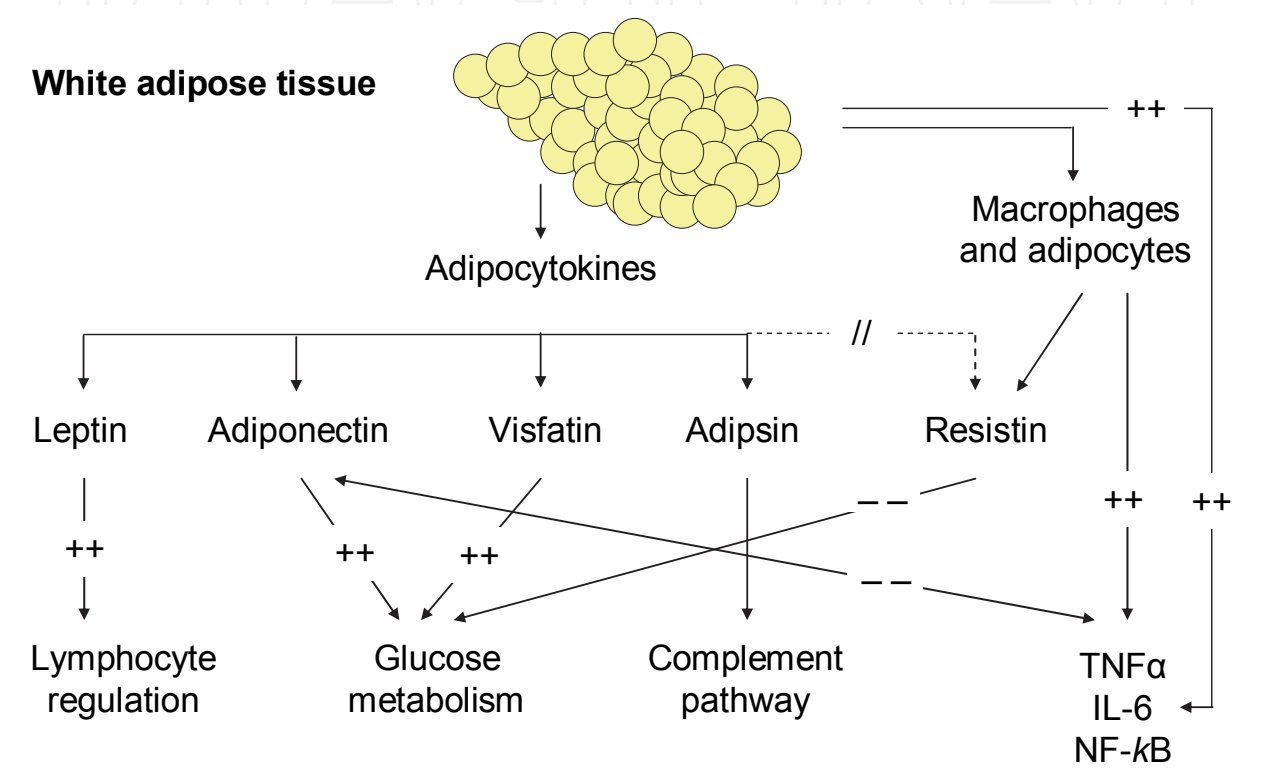 White adipose tissue
++
Macrophages
and adipocytes
Adipocytokines
//
Leptin
Adiponectin
Visfatin
Adipsin
Resistin
– –
++
++
++
++
++
– –
Lymphocyte
regulation
Glucose
metabolism
Complement
pathway
TNFα
IL-6
NF-kB